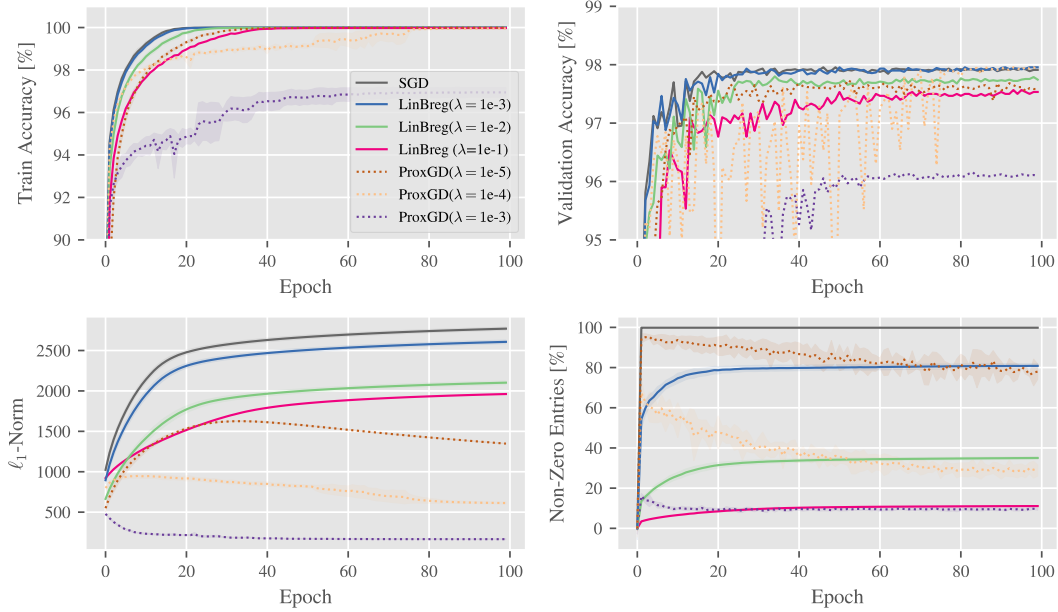 Train Accuracy [%]
100
98
96
94
92
90
0 20 40 60 80 100
Epoch
SGD
LinBreg(λ = 1e-3)
LinBreg(λ = 1e-2)
LinBreg (λ=1e-1)
ProxGD(λ = 1e-5)
ProxGD(λ = 1e-4)
ProxGD(λ = 1e-3)
Validation Accuracy [%]
99
98
97
96
95
0 20 40 60 80 100
Epoch
ℓ1-Norm
2500
2000
1500
1000
500
0 20 40 60 80 100
Epoch
Non-Zero Entries [%]
100
80
60
40
20
0
0 20 40 60 80 100
Epoch